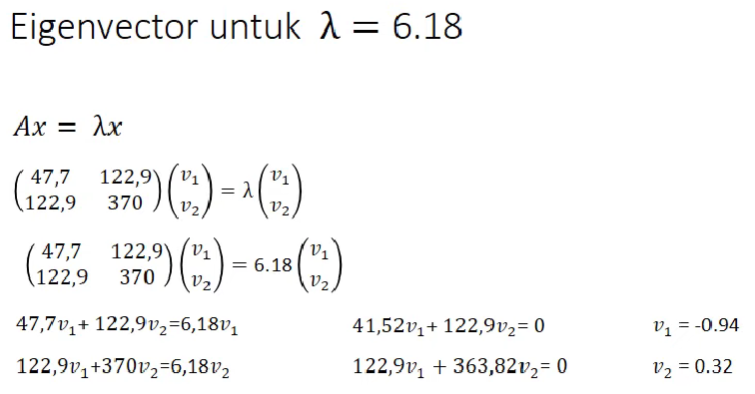 Eigenvector untuk λ = 6.18
Ax = λx
(47,7 122,9
122,9 370) (v₁
v₂) = λ (v₁
v₂)
(47,7 122,9
122,9 370) (v₁
v₂) = 6.18 (v₁
v₂)
47,7v₁+ 122,9v₂=6,18v₁
41,52v₁+ 122,9v₂= 0
v₁ = -0.94
122,9v₁+370v₂=6,18v₂
122,9v₁ + 363,82v₂= 0
v₂ = 0.32